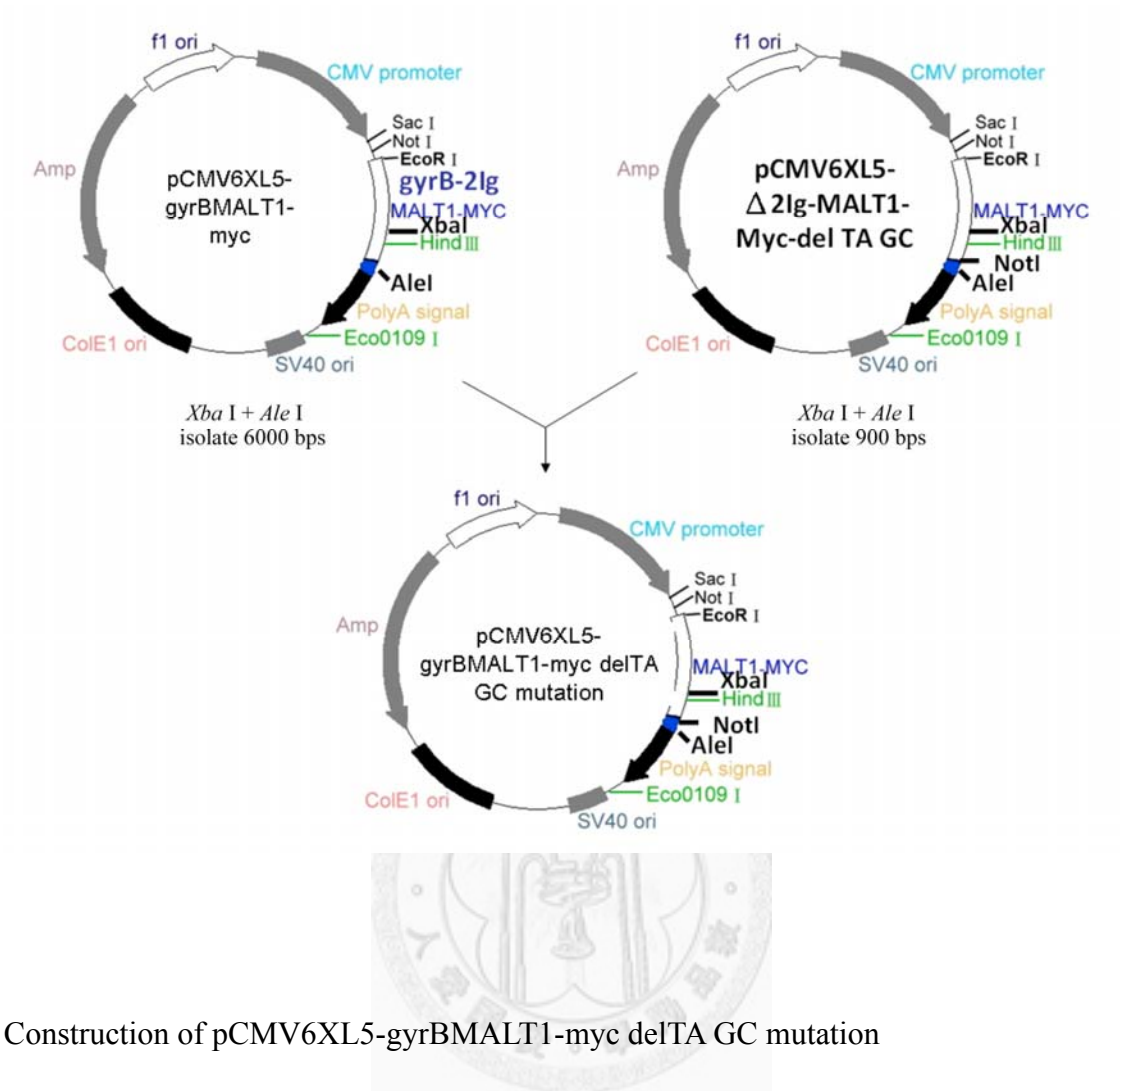 f1 ori
CMV promoter
Sac I
Not I
EcoR I
gyrB-2Ig
MALT1-MYC
XbaI
Hind III
AleI
PolyA signal
Eco0109 I
SV40 ori
ColE1 ori
Amp
pCMV6XL5-
gyrBMALT1-
myc
Xba I + Ale I
isolate 6000 bps
f1 ori
CMV promoter
Sac I
Not I
EcoR I
MALT1-MYC
XbaI
Hind III
NotI
AleI
PolyA signal
Eco0109 I
SV40 ori
ColE1 ori
Amp
pCMV6XL5-
Δ2Ig-MALT1-
Myc-del TA GC
Xba I + Ale I
isolate 900 bps
f1 ori
CMV promoter
Sac I
Not I
EcoR I
MALT1-MYC
XbaI
Hind III
NotI
AleI
PolyA signal
Eco0109 I
SV40 ori
ColE1 ori
Amp
pCMV6XL5-
gyrBMALT1-myc delTA
GC mutation
Construction of pCMV6XL5-gyrBMALT1-myc delTA GC mutation